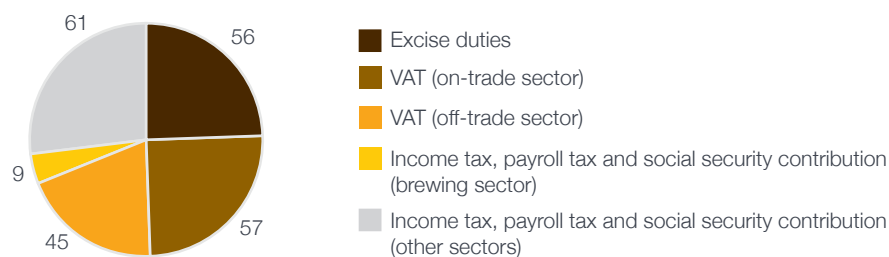 61
56
9
45
57
Excise duties
VAT (on-trade sector)
VAT (off-trade sector)
Income tax, payroll tax and social security contribution
(brewing sector)
Income tax, payroll tax and social security contribution
(other sectors)